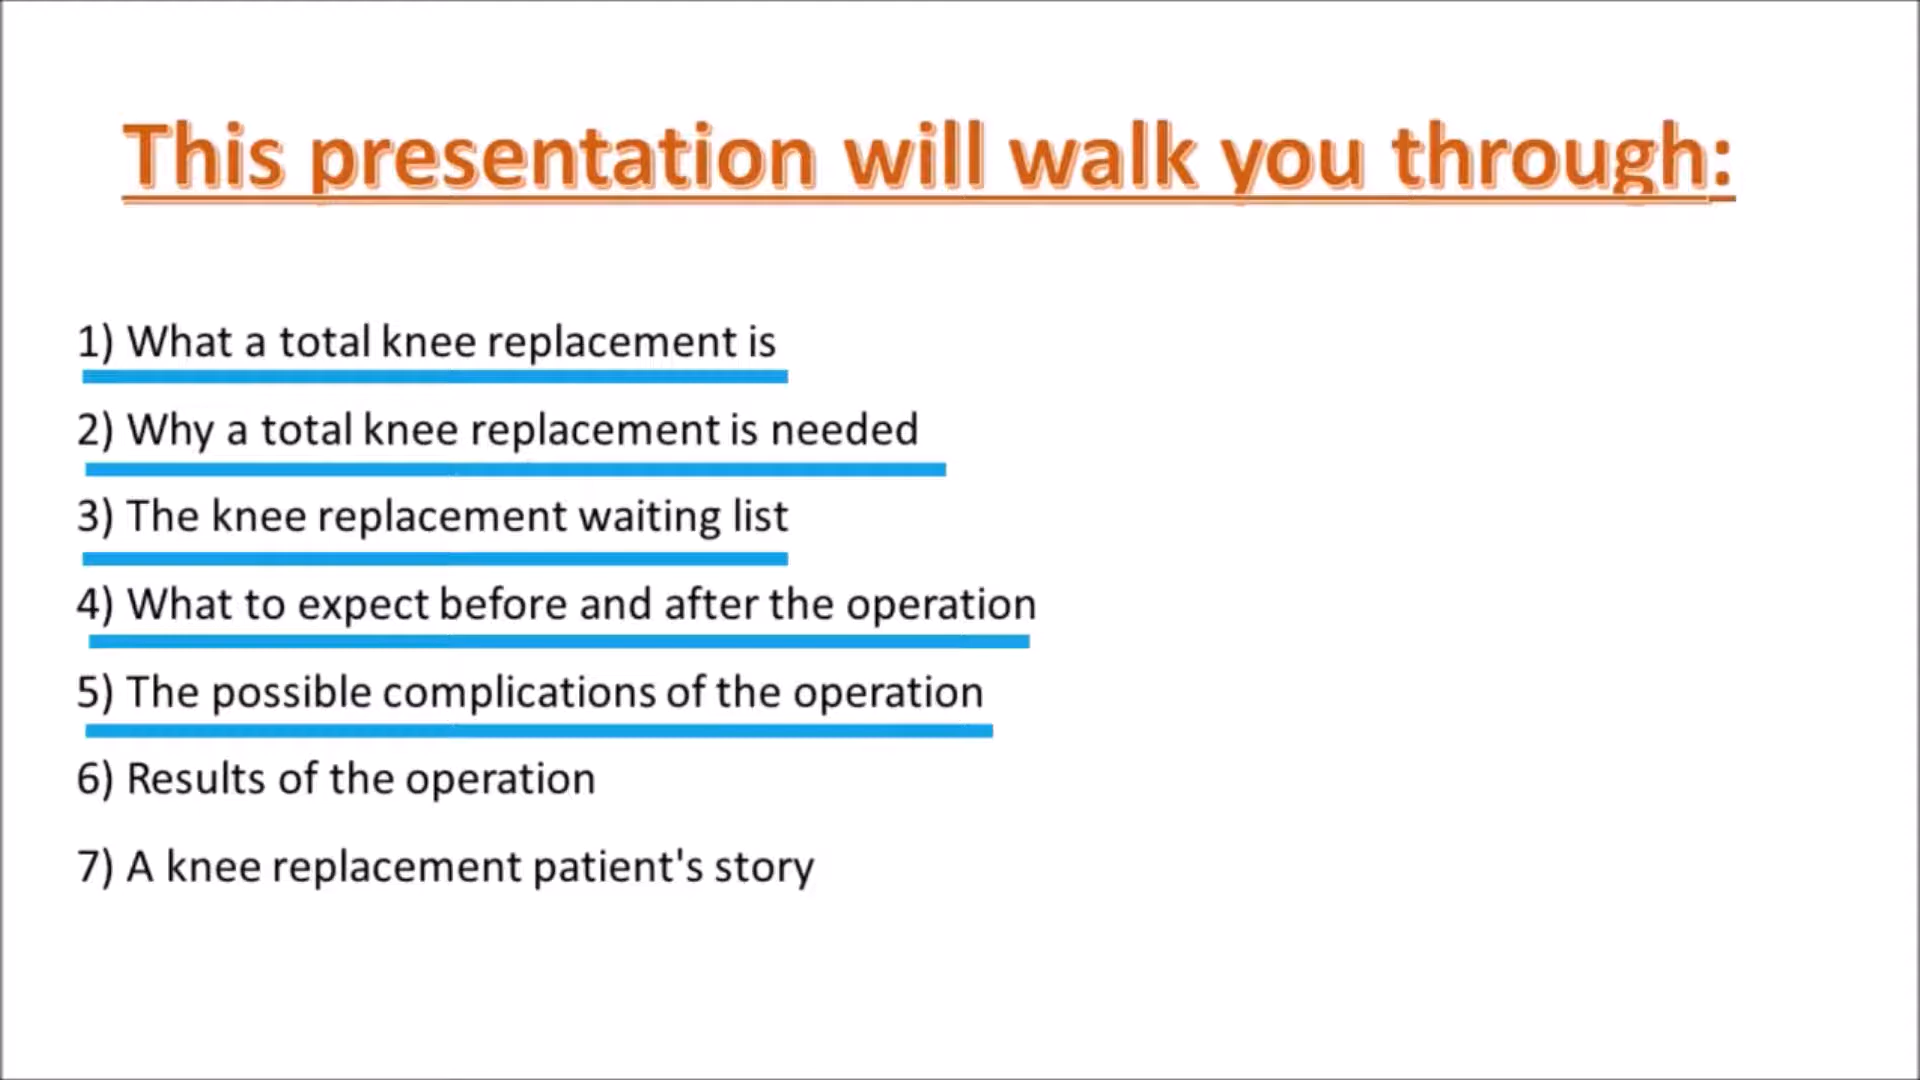 This presentation will walk you through:
1) What a total knee replacement is
2) Why a total knee replacement is needed
3) The knee replacement waiting list
4) What to expect before and after the operation
5) The possible complications of the operation
6) Results of the operation
7) A knee replacement patient's story